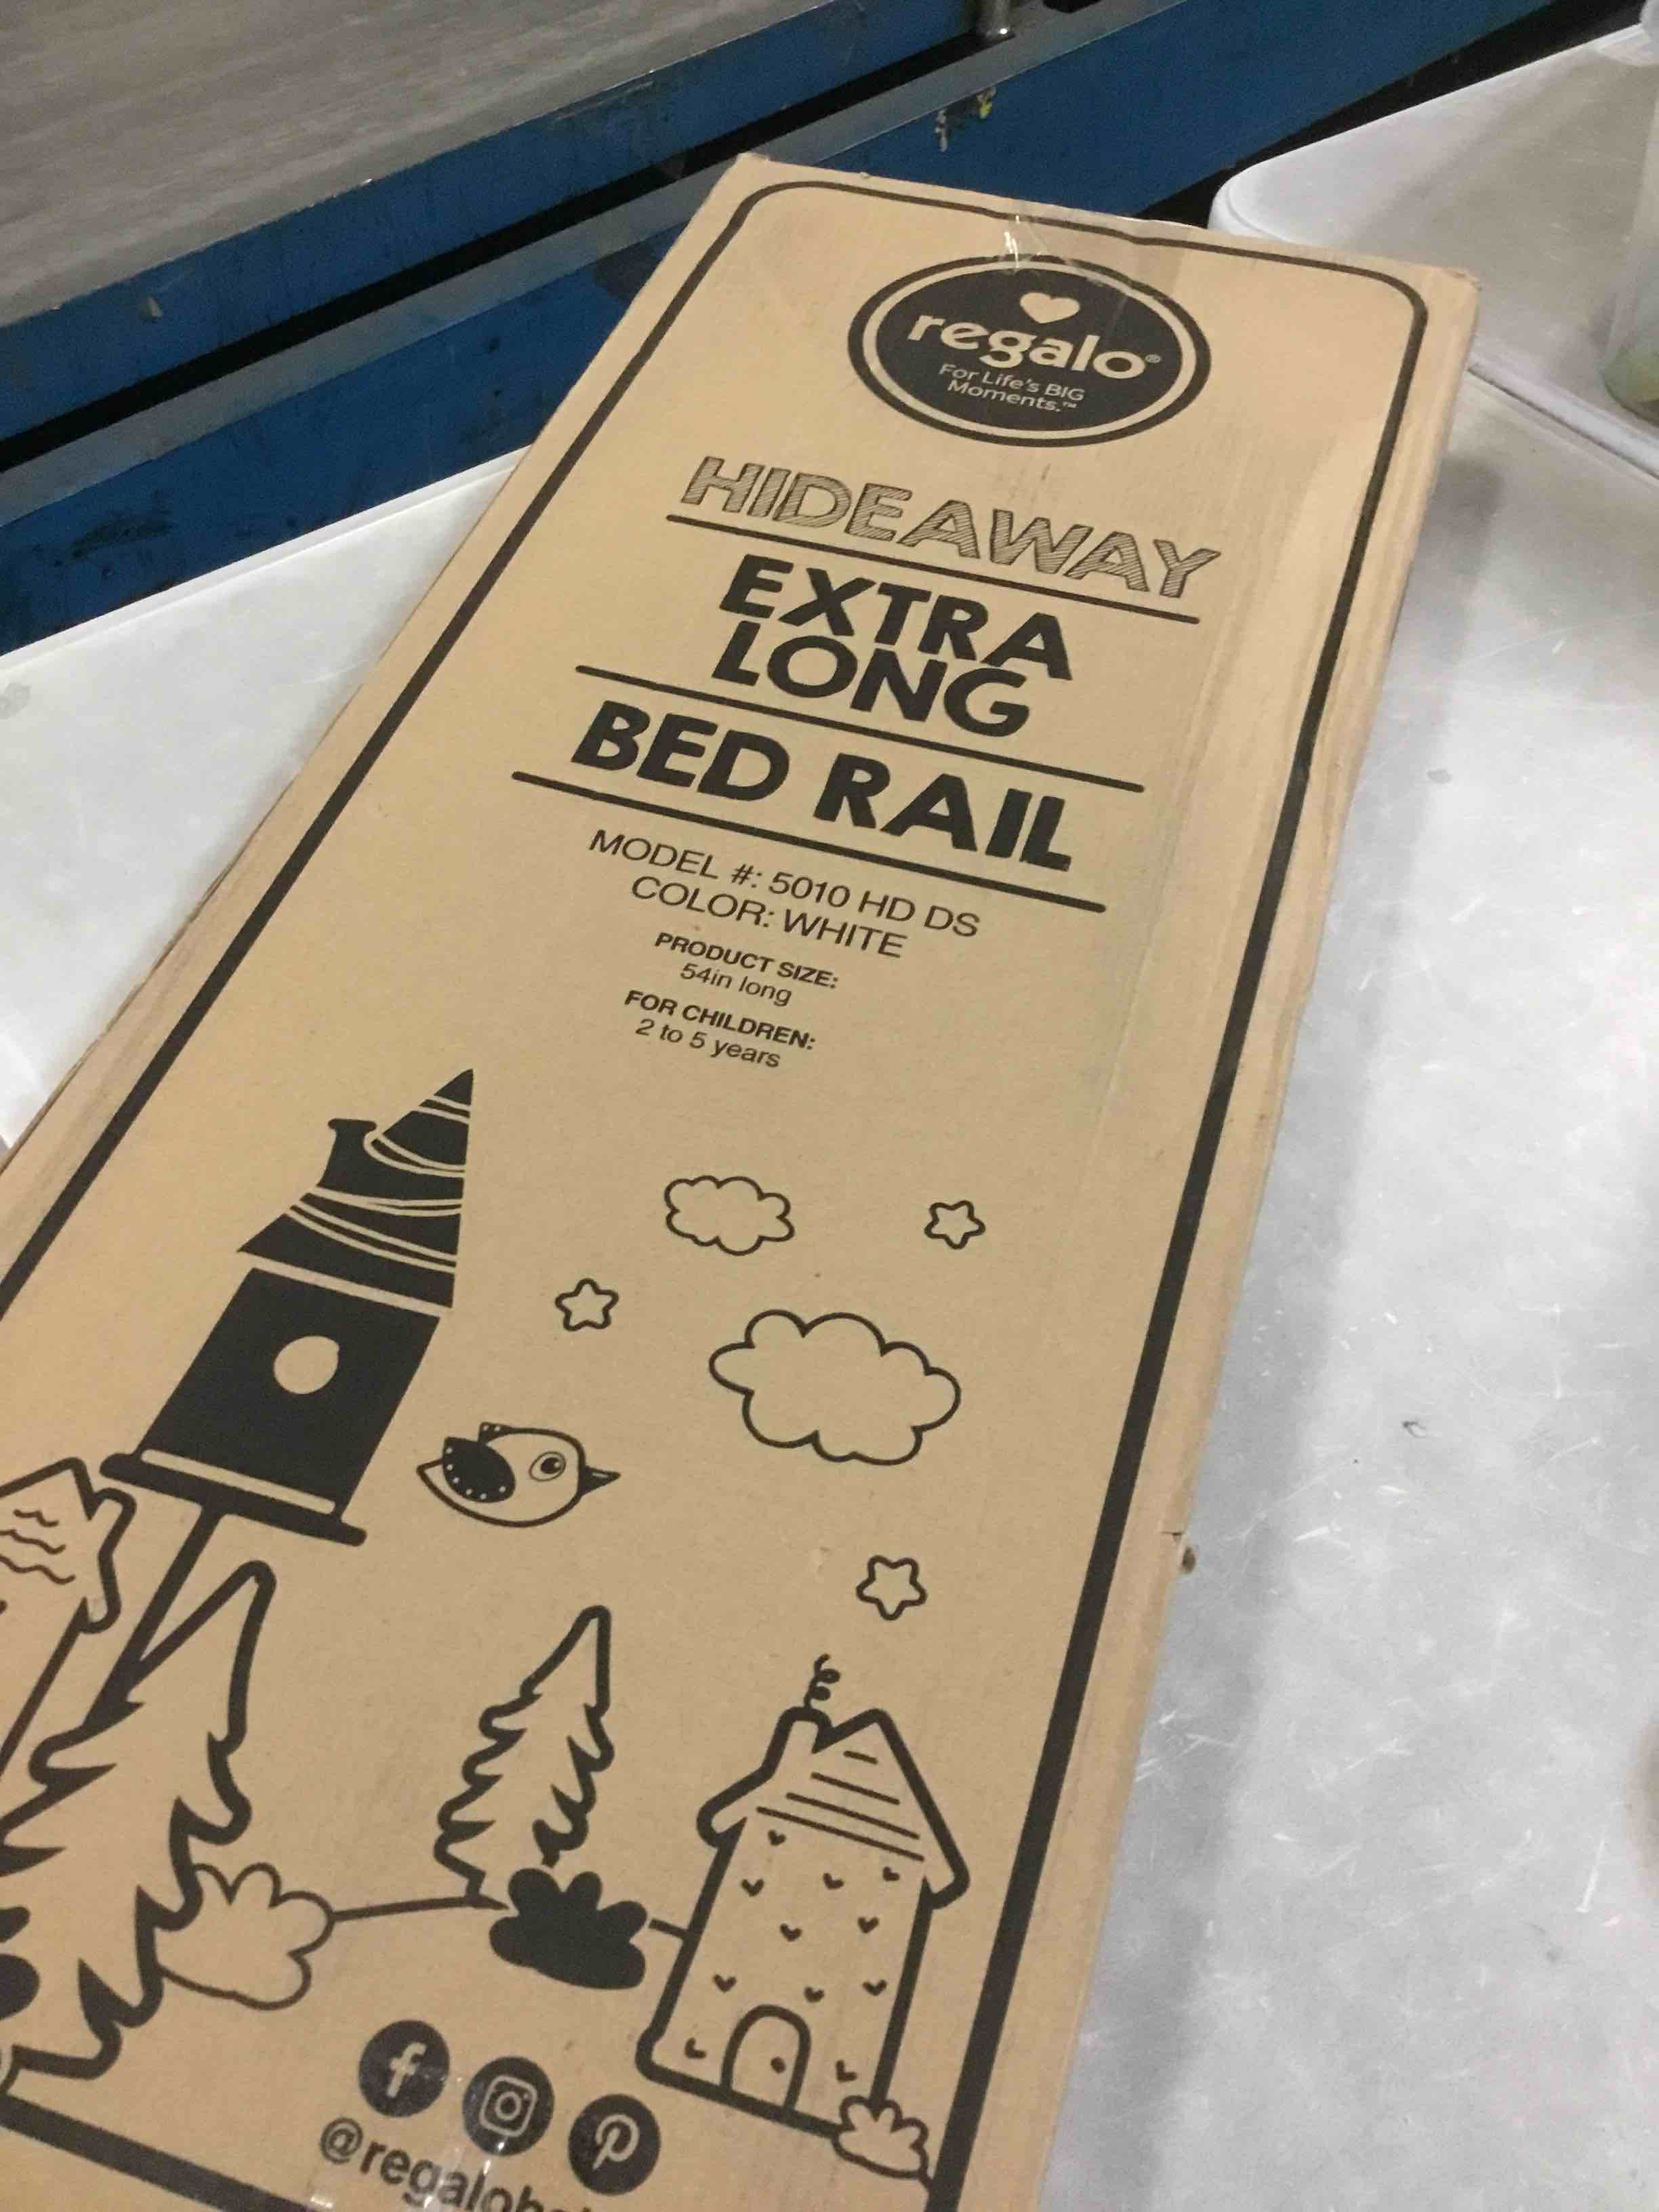 regalo®
For Life's BIG
Moments.™
HIDEAWAY
EXTRA
LONG
BED RAIL
MODEL #: 5010 HD DS
COLOR: WHITE
PRODUCT SIZE:
54in long
FOR CHILDREN:
2 to 5 years